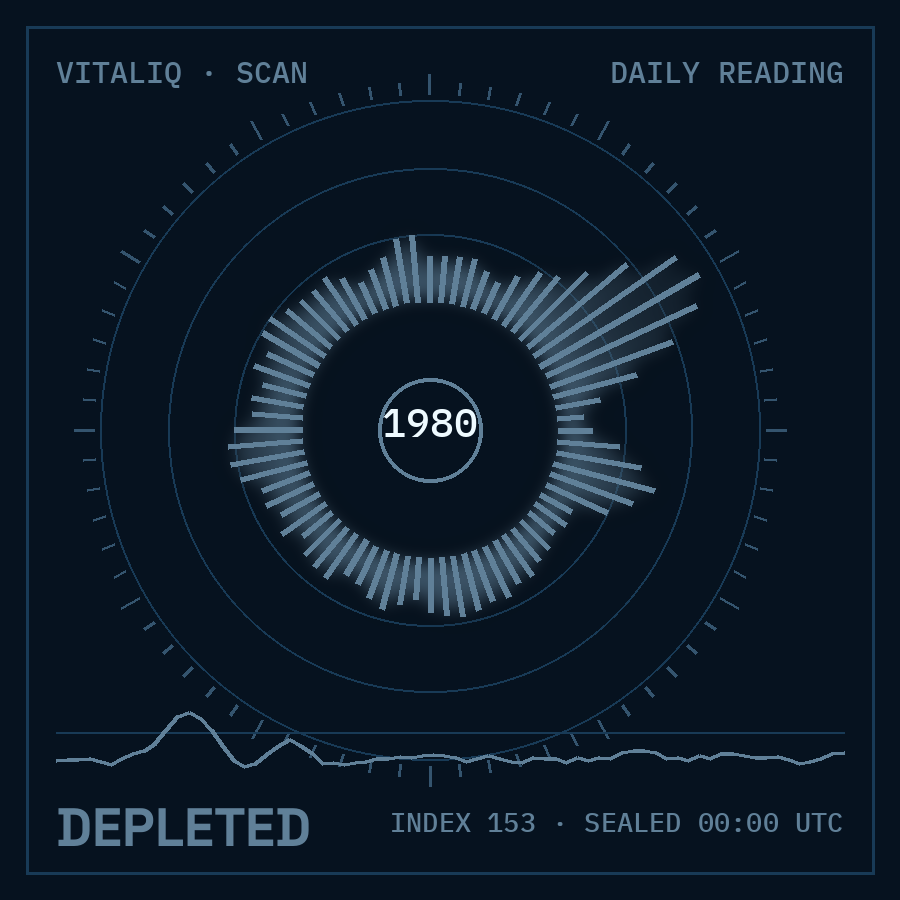 VITALIQ · SCAN
DAILY READING
1980
DEPLETED
INDEX 153 · SEALED 00:00 UTC